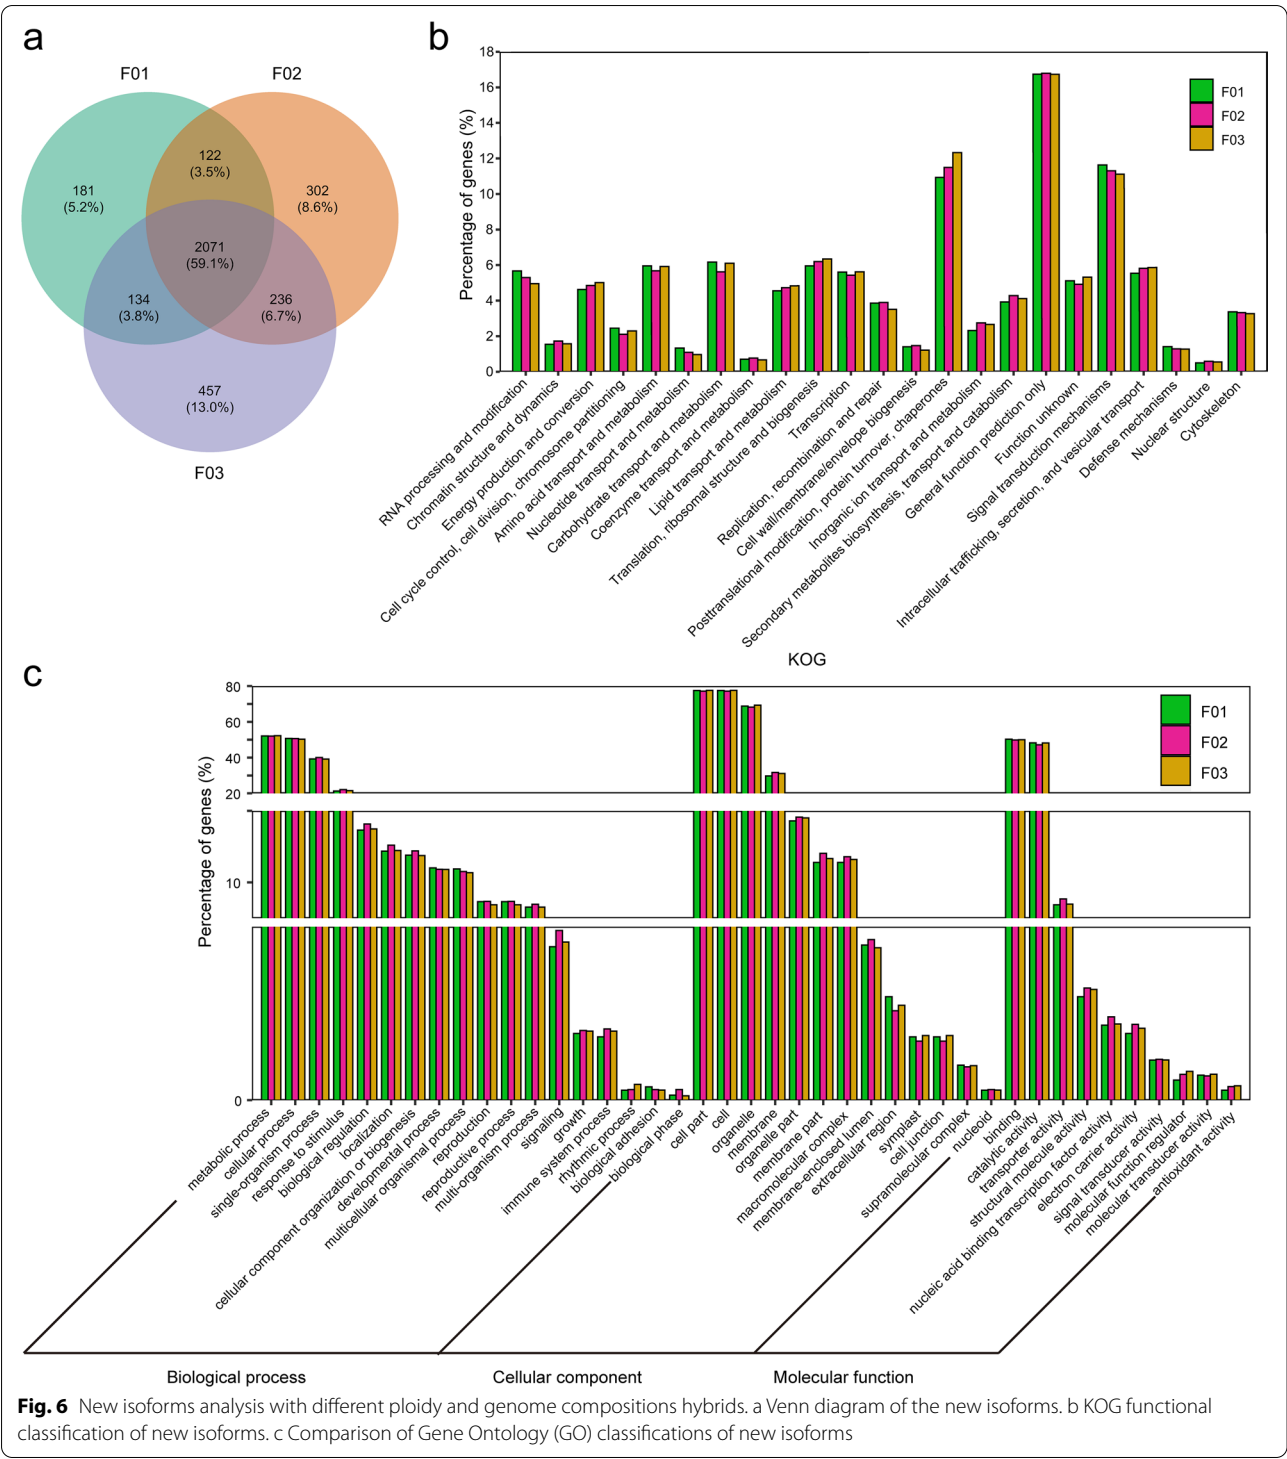 a
F01
F02
122
(3.5%)
181
(5.2%)
302
(8.6%)
2071
(59.1%)
134
(3.8%)
236
(6.7%)
457
(13.0%)
F03
b
Percentage of genes (%)
18
16
14
12
10
8
6
4
2
0
F01
F02
F03
RNA processing and modification
Chromatin structure and dynamics
Energy production and conversion
Cell cycle control, cell division, chromosome partitioning
Amino acid transport and metabolism
Nucleotide transport and metabolism
Carbohydrate transport and metabolism
Coenzyme transport and metabolism
Lipid transport and metabolism
Translation, ribosomal structure and biogenesis
Transcription
Replication, recombination and repair
Cell wall/membrane/envelope biogenesis
Posttranslational modification, protein turnover, chaperones
Inorganic ion transport and metabolism
Secondary metabolites biosynthesis, transport and catabolism
General function prediction only
Function unknown
Signal transduction mechanisms
Intracellular trafficking, secretion, and vesicular transport
Defense mechanisms
Nuclear structure
Cytoskeleton
KOG
c
Percentage of genes (%)
80
60
40
20
10
0
F01
F02
F03
metabolic process
cellular process
single-organism process
response to stimulus
biological regulation
localization
cellular component organization or biogenesis
developmental process
multicellular organismal process
reproduction
reproductive process
multi-organism process
signaling
growth
immune system process
rhythmic process
biological adhesion
biological phase
cell part
cell
organelle
membrane
organelle part
membrane part
macromolecular complex
membrane-enclosed lumen
extracellular region
symplast
cell junction
supramolecular complex
nucleoid
binding
catalytic activity
transporter activity
structural molecule activity
nucleic acid binding transcription factor activity
electron carrier activity
signal transducer activity
molecular function regulator
molecular transducer activity
antioxidant activity
Biological process
Cellular component
Molecular function
Fig. 6 New isoforms analysis with different ploidy and genome compositions hybrids. a Venn diagram of the new isoforms. b KOG functional
classification of new isoforms. c Comparison of Gene Ontology (GO) classifications of new isoforms